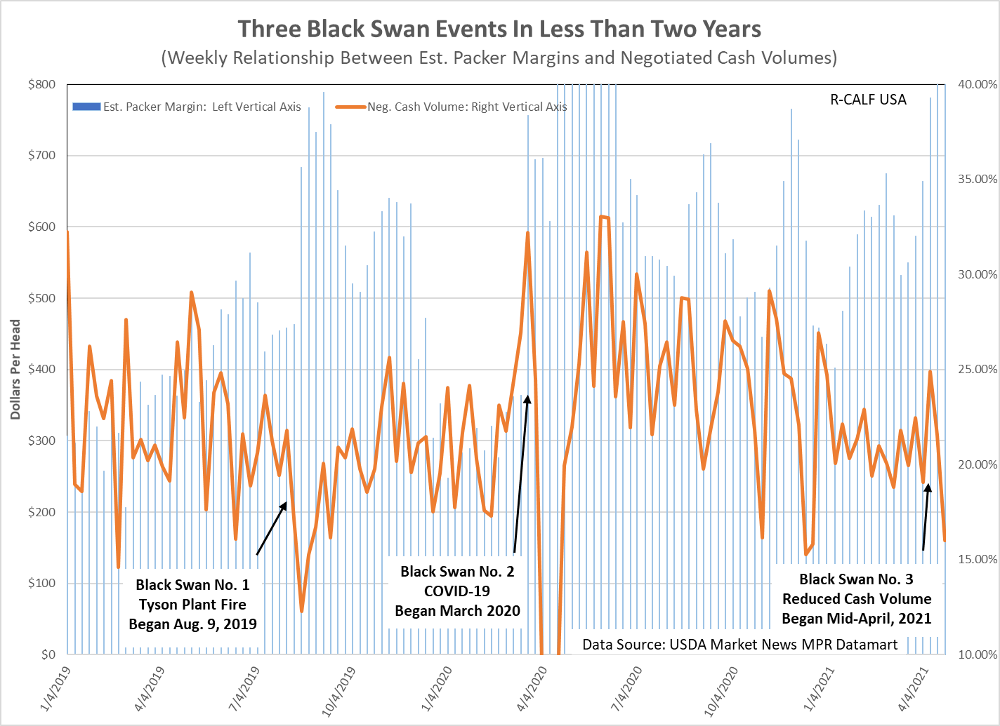 Three Black Swan Events In Less Than Two Years
(Weekly Relationship Between Est. Packer Margins and Negotiated Cash Volumes)
Est. Packer Margin: Left Vertical Axis
Neg. Cash Volume: Right Vertical Axis
R-CALF USA
Dollars Per Head
$800
$700
$600
$500
$400
$300
$200
$100
$0
40.00%
35.00%
30.00%
25.00%
20.00%
15.00%
10.00%
Black Swan No. 1
Tyson Plant Fire
Began Aug. 9, 2019
Black Swan No. 2
COVID-19
Began March 2020
Black Swan No. 3
Reduced Cash Volume
Began Mid-April, 2021
Data Source: USDA Market News MPR Datamart
1/4/2019
4/4/2019
7/4/2019
10/4/2019
1/4/2020
4/4/2020
7/4/2020
10/4/2020
1/4/2021
4/4/2021